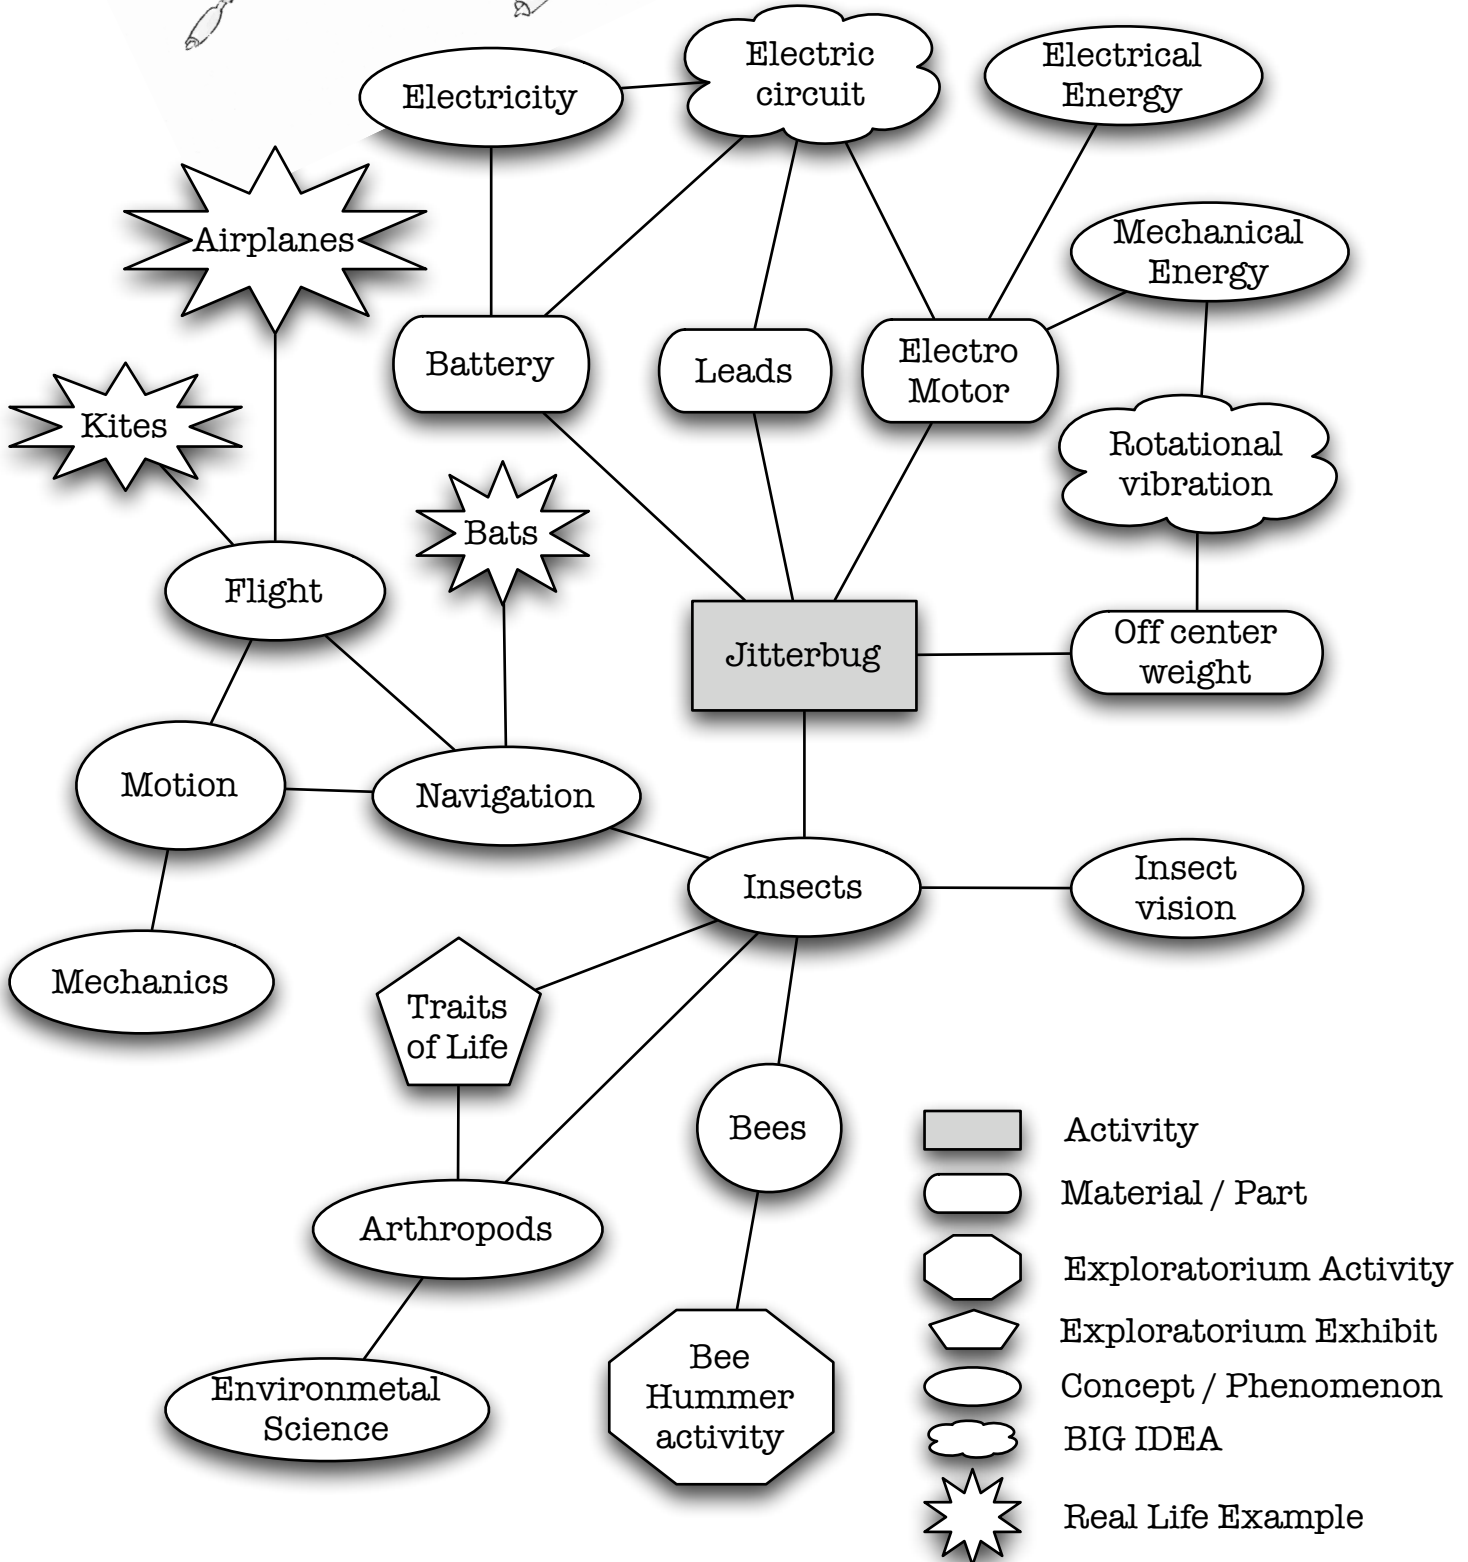 Electric
circuit
Electrical
Energy
Electricity
Airplanes
Mechanical
Energy
Battery
Leads
Electro
Motor
Kites
Rotational
vibration
Bats
Flight
Jitterbug
Off center
weight
Motion
Navigation
Insects
Insect
vision
Mechanics
Traits
of Life
Bees
Arthropods
Environmetal
Science
Bee
Hummer
activity
Activity
Material / Part
Exploratorium Activity
Exploratorium Exhibit
Concept / Phenomenon
BIG IDEA
Real Life Example